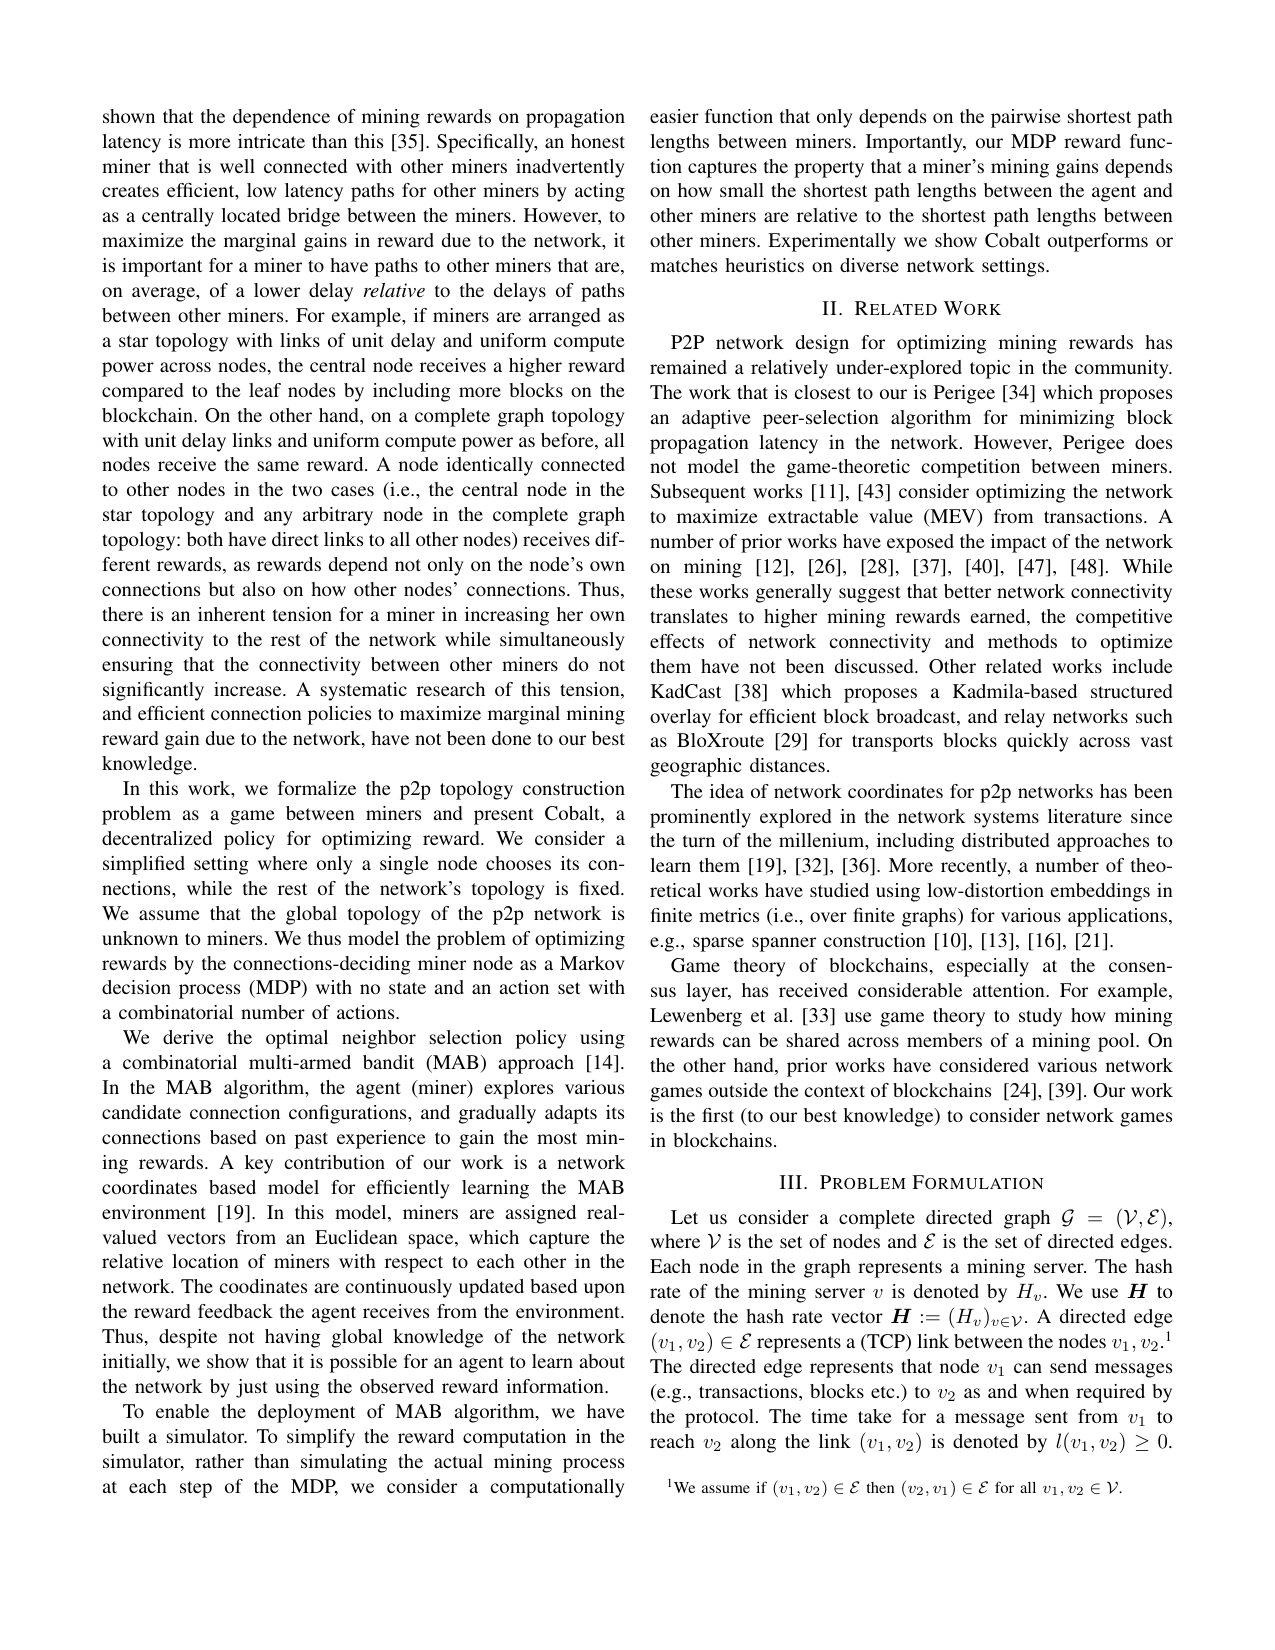 shown that the dependence of mining rewards on propagation
latency is more intricate than this [35]. Specifically, an honest
miner that is well connected with other miners inadvertently
creates efficient, low latency paths for other miners by acting
as a centrally located bridge between the miners. However, to
maximize the marginal gains in reward due to the network, it
is important for a miner to have paths to other miners that are,
on average, of a lower delay relative to the delays of paths
between other miners. For example, if miners are arranged as
a star topology with links of unit delay and uniform compute
power across nodes, the central node receives a higher reward
compared to the leaf nodes by including more blocks on the
blockchain. On the other hand, on a complete graph topology
with unit delay links and uniform compute power as before, all
nodes receive the same reward. A node identically connected
to other nodes in the two cases (i.e., the central node in the
star topology and any arbitrary node in the complete graph
topology: both have direct links to all other nodes) receives dif-
ferent rewards, as rewards depend not only on the node's own
connections but also on how other nodes' connections. Thus,
there is an inherent tension for a miner in increasing her own
connectivity to the rest of the network while simultaneously
ensuring that the connectivity between other miners do not
significantly increase. A systematic research of this tension,
and efficient connection policies to maximize marginal mining
reward gain due to the network, have not been done to our best
knowledge.
In this work, we formalize the p2p topology construction
problem as a game between miners and present Cobalt, a
decentralized policy for optimizing reward. We consider a
simplified setting where only a single node chooses its con-
nections, while the rest of the network's topology is fixed.
We assume that the global topology of the p2p network is
unknown to miners. We thus model the problem of optimizing
rewards by the connections-deciding miner node as a Markov
decision process (MDP) with no state and an action set with
a combinatorial number of actions.
We derive the optimal neighbor selection policy using
a combinatorial multi-armed bandit (MAB) approach [14].
In the MAB algorithm, the agent (miner) explores various
candidate connection configurations, and gradually adapts its
connections based on past experience to gain the most min-
ing rewards. A key contribution of our work is a network
coordinates based model for efficiently learning the MAB
environment [19]. In this model, miners are assigned real-
valued vectors from an Euclidean space, which capture the
relative location of miners with respect to each other in the
network. The coodinates are continuously updated based upon
the reward feedback the agent receives from the environment.
Thus, despite not having global knowledge of the network
initially, we show that it is possible for an agent to learn about
the network by just using the observed reward information.
To enable the deployment of MAB algorithm, we have
built a simulator. To simplify the reward computation in the
simulator, rather than simulating the actual mining process
at each step of the MDP, we consider a computationally
easier function that only depends on the pairwise shortest path
lengths between miners. Importantly, our MDP reward func-
tion captures the property that a miner's mining gains depends
on how small the shortest path lengths between the agent and
other miners are relative to the shortest path lengths between
other miners. Experimentally we show Cobalt outperforms or
matches heuristics on diverse network settings.
II. RELATED WORK
P2P network design for optimizing mining rewards has
remained a relatively under-explored topic in the community.
The work that is closest to our is Perigee [34] which proposes
an adaptive peer-selection algorithm for minimizing block
propagation latency in the network. However, Perigee does
not model the game-theoretic competition between miners.
Subsequent works [11], [43] consider optimizing the network
to maximize extractable value (MEV) from transactions. A
number of prior works have exposed the impact of the network
on mining [12], [26], [28], [37], [40], [47], [48]. While
these works generally suggest that better network connectivity
translates to higher mining rewards earned, the competitive
effects of network connectivity and methods to optimize
them have not been discussed. Other related works include
KadCast [38] which proposes a Kadmila-based structured
overlay for efficient block broadcast, and relay networks such
as BloXroute [29] for transports blocks quickly across vast
geographic distances.
The idea of network coordinates for p2p networks has been
prominently explored in the network systems literature since
the turn of the millenium, including distributed approaches to
learn them [19], [32], [36]. More recently, a number of theo-
retical works have studied using low-distortion embeddings in
finite metrics (i.e., over finite graphs) for various applications,
e.g., sparse spanner construction [10], [13], [16], [21].
Game theory of blockchains, especially at the consen-
sus layer, has received considerable attention. For example,
Lewenberg et al. [33] use game theory to study how mining
rewards can be shared across members of a mining pool. On
the other hand, prior works have considered various network
games outside the context of blockchains [24], [39]. Our work
is the first (to our best knowledge) to consider network games
in blockchains.
III. PROBLEM FORMULATION
Let us consider a complete directed graph 𝒢 = (𝒱, ℰ),
where 𝒱 is the set of nodes and ℰ is the set of directed edges.
Each node in the graph represents a mining server. The hash
rate of the mining server v is denoted by H_v. We use H to
denote the hash rate vector H := (H_v)_{v∈𝒱}. A directed edge
(v₁, v₂) ∈ ℰ represents a (TCP) link between the nodes v₁, v₂.¹
The directed edge represents that node v₁ can send messages
(e.g., transactions, blocks etc.) to v₂ as and when required by
the protocol. The time take for a message sent from v₁ to
reach v₂ along the link (v₁, v₂) is denoted by l(v₁, v₂) ≥ 0.
¹We assume if (v₁, v₂) ∈ ℰ then (v₂, v₁) ∈ ℰ for all v₁, v₂ ∈ 𝒱.